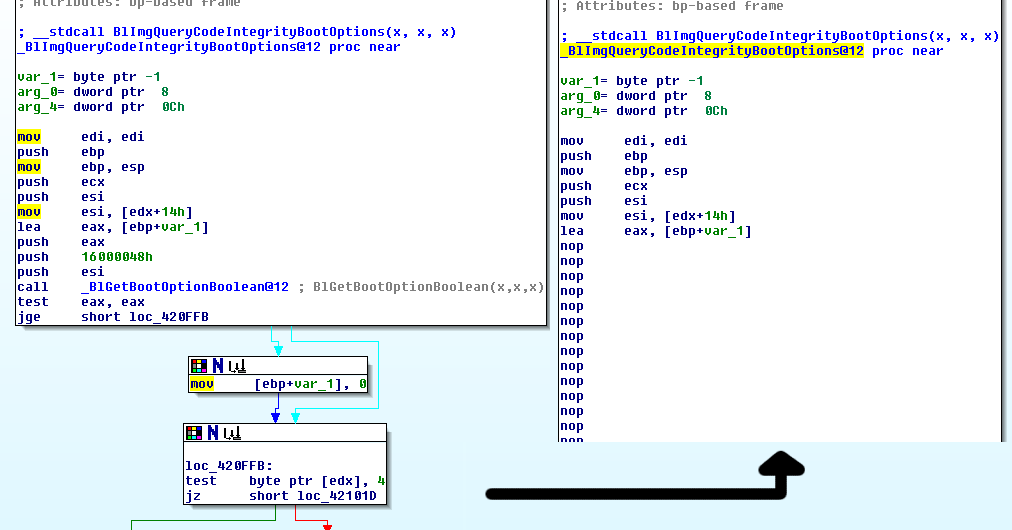 ; Attributes: bp-based frame
; __stdcall BlImgQueryCodeIntegrityBootOptions(x, x, x)
_BlImgQueryCodeIntegrityBootOptions@12 proc near
var_1= byte ptr -1
arg_0= dword ptr  8
arg_4= dword ptr  0Ch
mov     edi, edi
push    ebp
mov     ebp, esp
push    ecx
push    esi
mov     esi, [edx+14h]
lea     eax, [ebp+var_1]
push    eax
push    16000048h
push    esi
call    _BlGetBootOptionBoolean@12 ; BlGetBootOptionBoolean(x,x,x)
test    eax, eax
jge     short loc_420FFB
N
mov     [ebp+var_1], 0
N
loc_420FFB:
test    byte ptr [edx], 4
jz      short loc_42101D
; Attributes: bp-based frame
; __stdcall BlImgQueryCodeIntegrityBootOptions(x, x, x)
_BlImgQueryCodeIntegrityBootOptions@12 proc near
var_1= byte ptr -1
arg_0= dword ptr  8
arg_4= dword ptr  0Ch
mov     edi, edi
push    ebp
mov     ebp, esp
push    ecx
push    esi
mov     esi, [edx+14h]
lea     eax, [ebp+var_1]
nop
nop
nop
nop
nop
nop
nop
nop
nop
nop
nop
nop
nop
nop